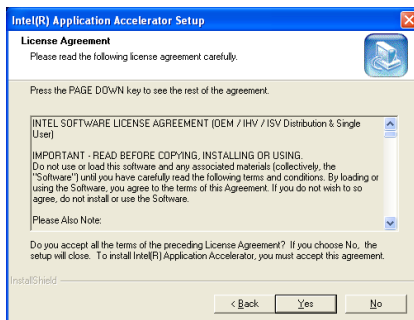 Intel(R) Application Accelerator Setup
License Agreement
Please read the following license agreement carefully.
Press the PAGE DOWN key to see the rest of the agreement.
INTEL SOFTWARE LICENSE AGREEMENT (OEM / IHV / ISV Distribution & Single
User)
IMPORTANT - READ BEFORE COPYING, INSTALLING OR USING.
Do not use or load this software and any associated materials (collectively, the
"Software") until you have carefully read the following terms and conditions. By loading or
using the Software, you agree to the terms of this Agreement. If you do not wish to so
agree, do not install or use the Software.
Please Also Note:
Do you accept all the terms of the preceding License Agreement? If you choose No, the
setup will close. To install Intel(R) Application Accelerator, you must accept this agreement.
InstallShield
< Back Yes No